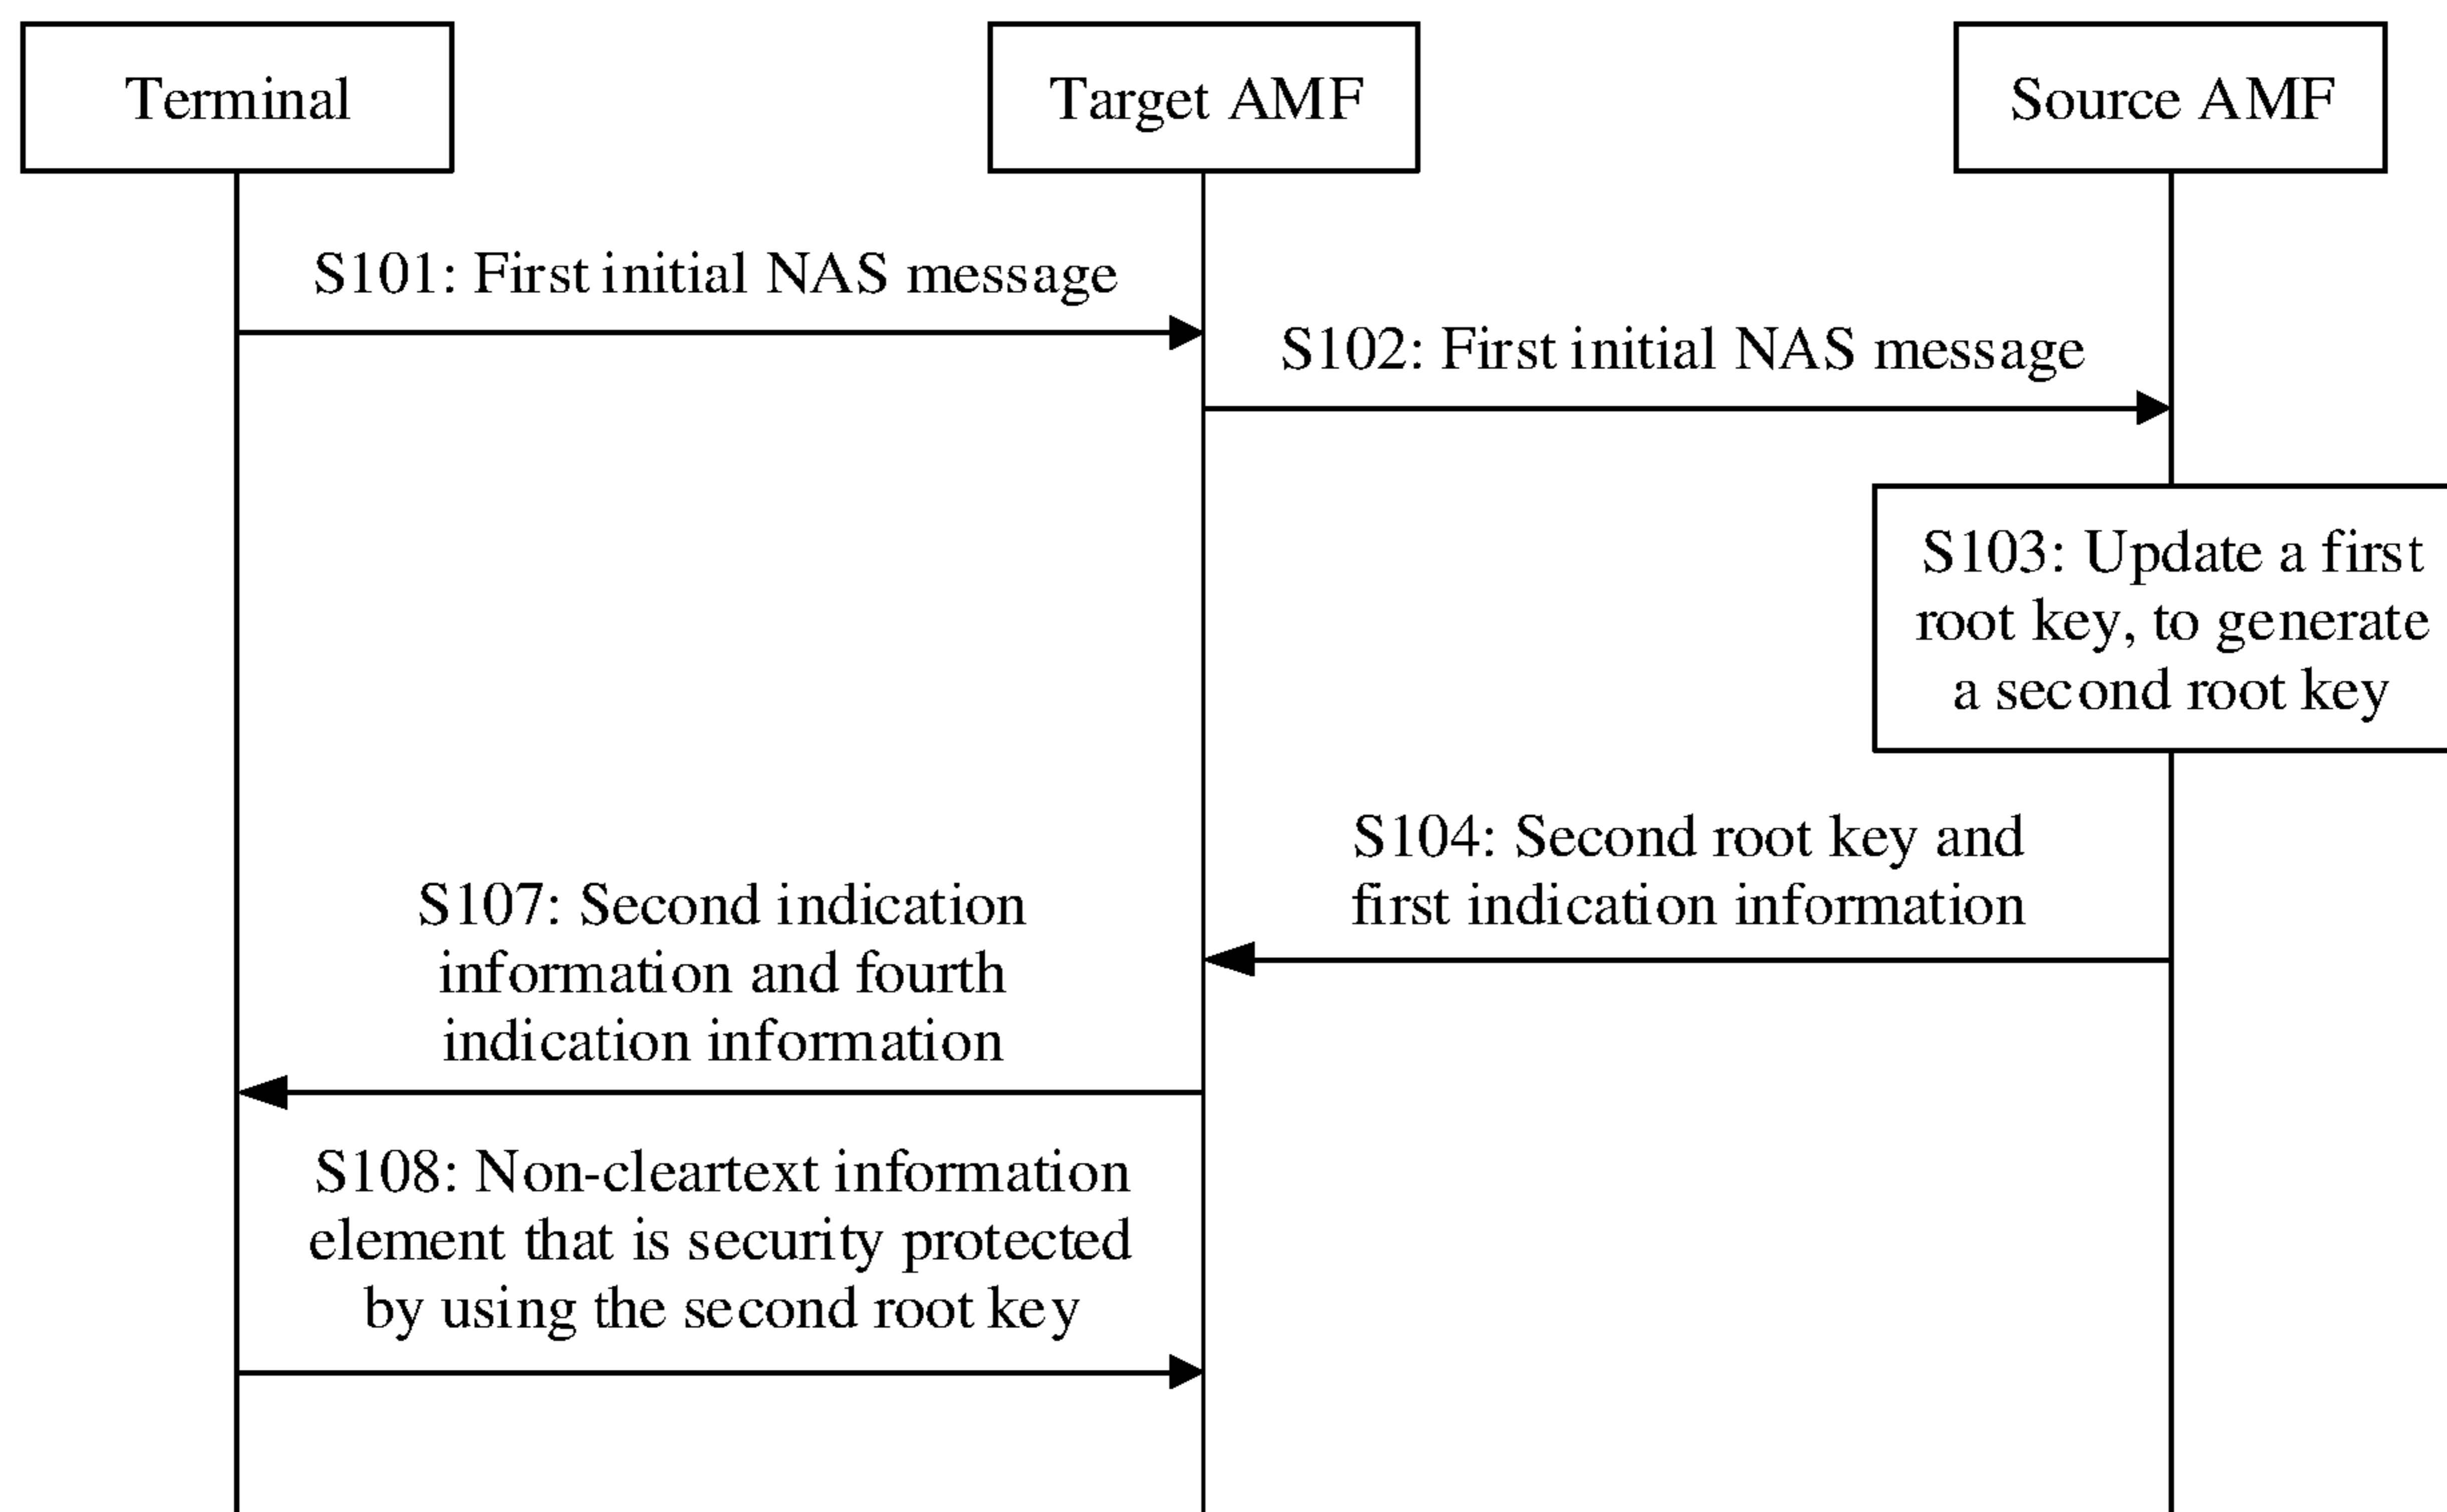 Terminal
Target AMF
Source AMF
S101: First initial NAS message
S102: First initial NAS message
S103: Update a first
root key, to generate
a second root key
S104: Second root key and
first indication information
S107: Second indication
information and fourth
indication information
S108: Non-cleartext information
element that is security protected
by using the second root key